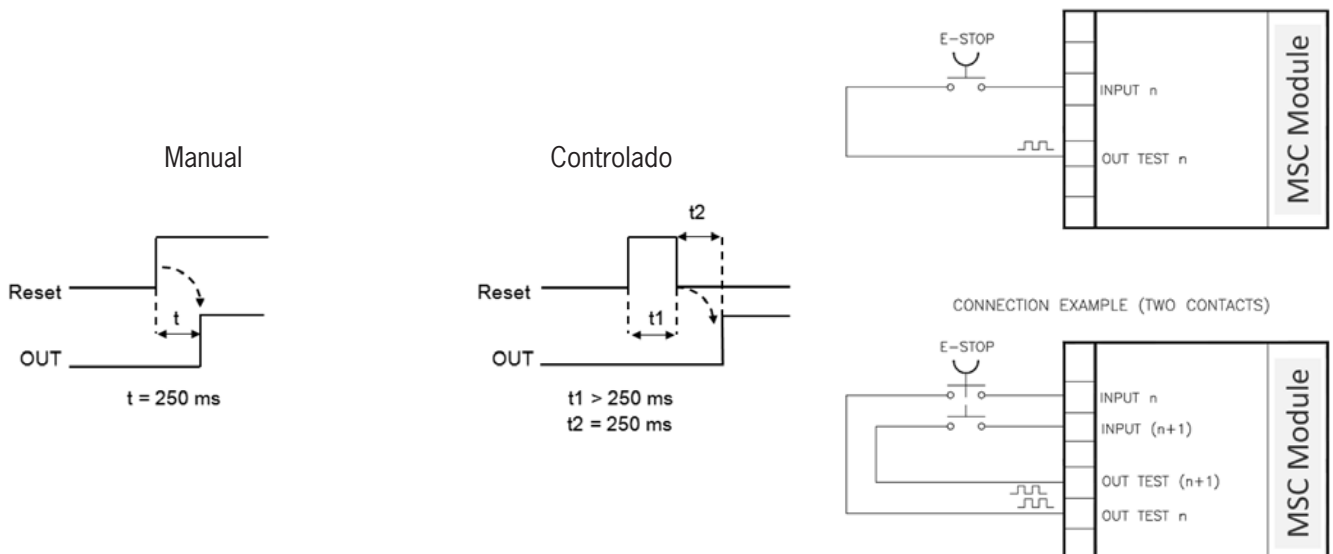 Manual
Reset
t
OUT
t = 250 ms
Controlado
t2
Reset
t1
OUT
t1 > 250 ms
t2 = 250 ms
E-STOP
INPUT n
OUT TEST n
MSC Module
CONNECTION EXAMPLE (TWO CONTACTS)
E-STOP
INPUT n
INPUT (n+1)
OUT TEST (n+1)
OUT TEST n
MSC Module